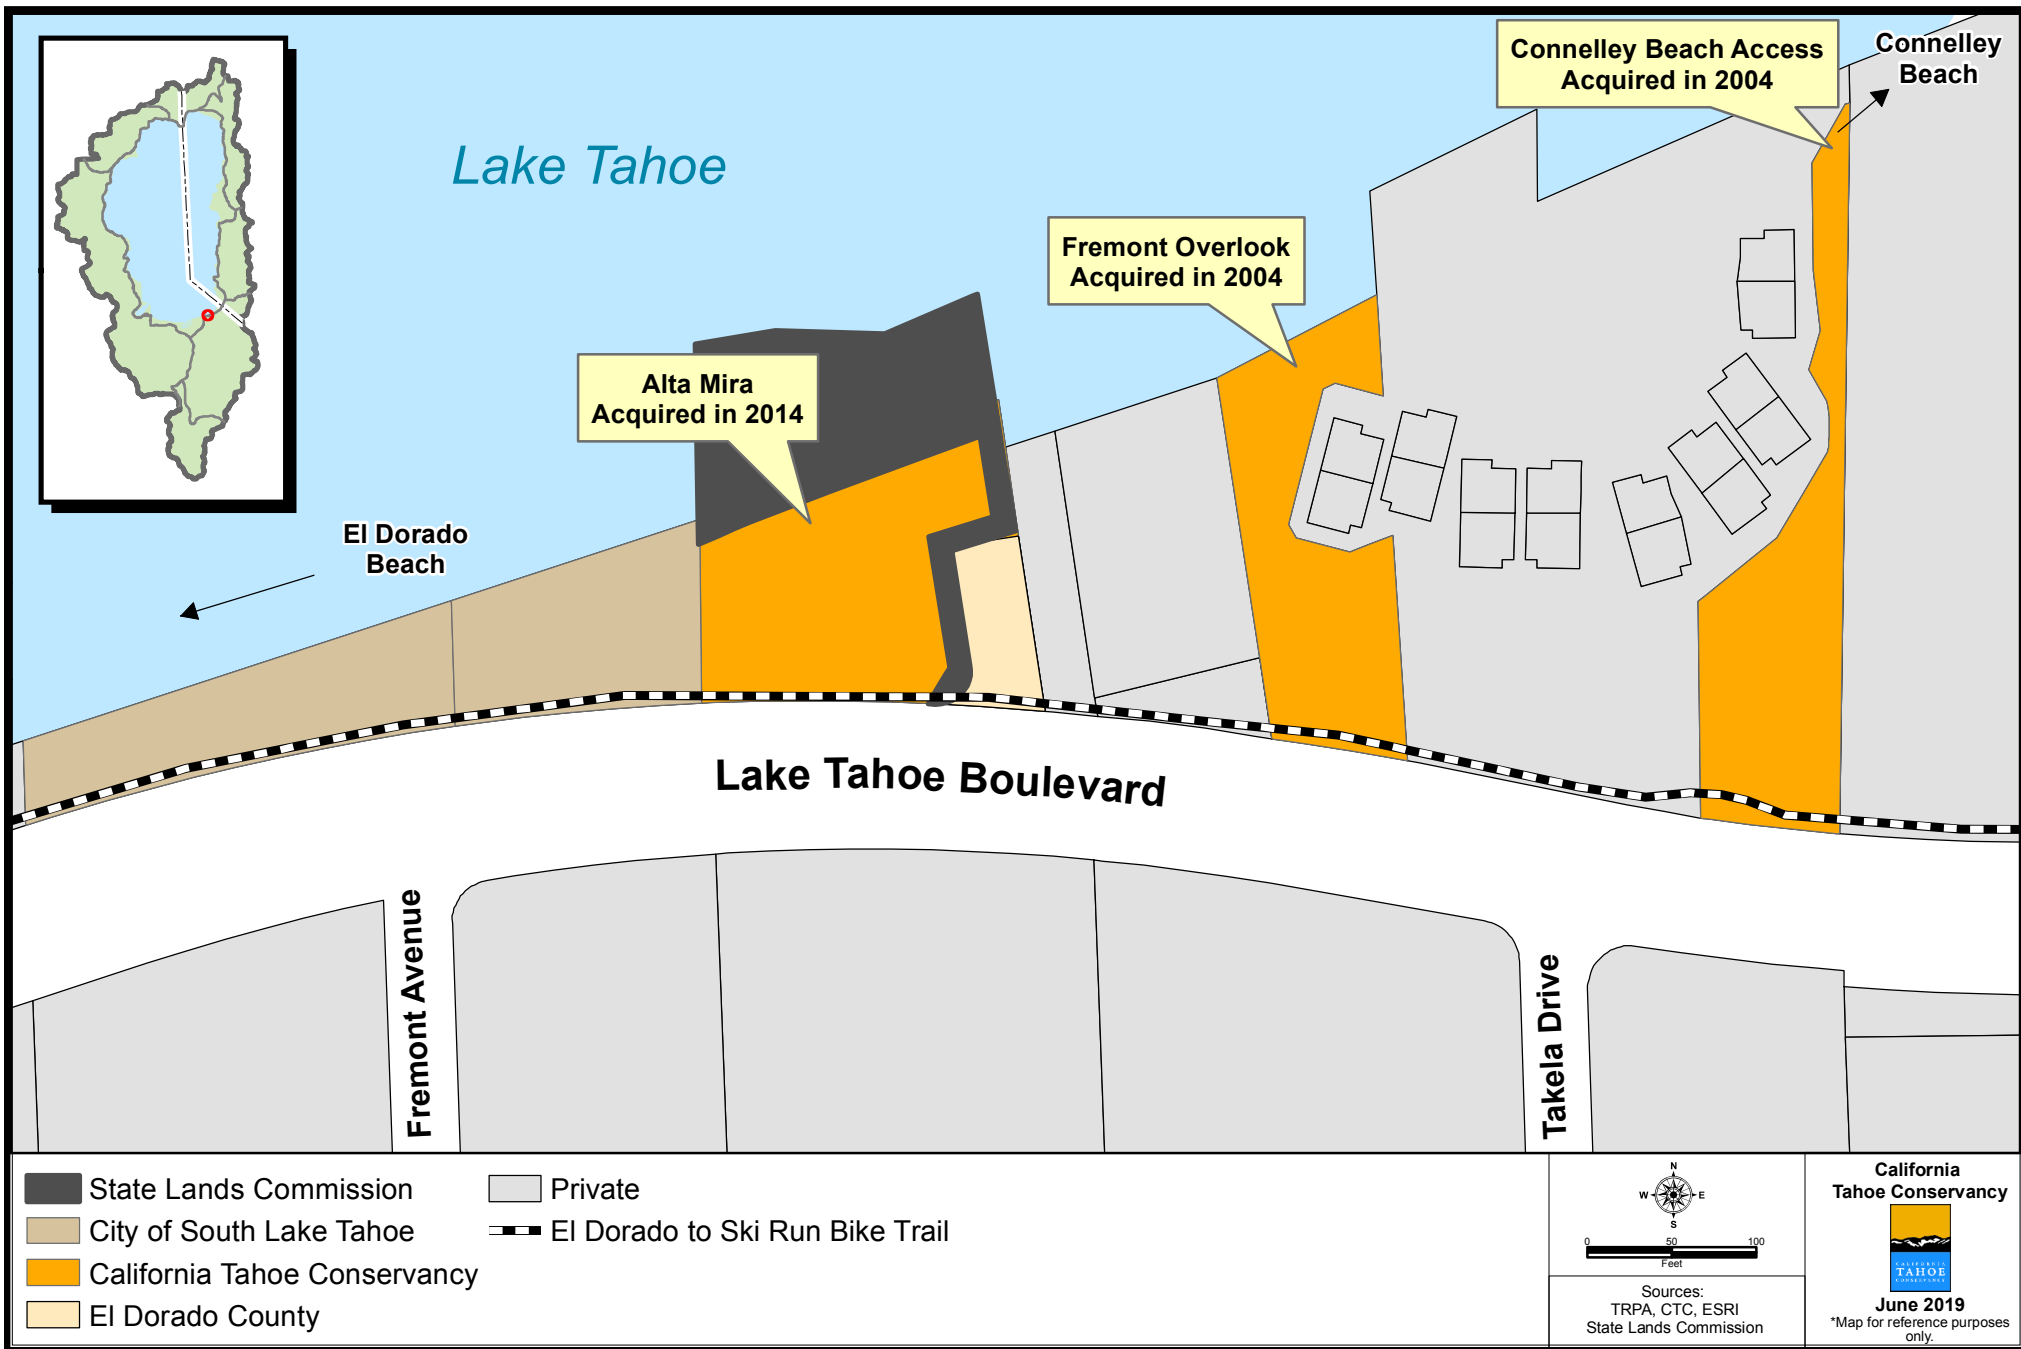 Connelley Beach Access
Acquired in 2004
Connelley
Beach
Lake Tahoe
Fremont Overlook
Acquired in 2004
Alta Mira
Acquired in 2014
El Dorado
Beach
Lake Tahoe Boulevard
Fremont Avenue
Takela Drive
State Lands Commission
City of South Lake Tahoe
California Tahoe Conservancy
El Dorado County
Private
El Dorado to Ski Run Bike Trail
N
W E
S
0 50 100
Feet
Sources:
TRPA, CTC, ESRI
State Lands Commission
California
Tahoe Conservancy
CALIFORNIA
TAHOE
CONSERVANCY
June 2019
*Map for reference purposes
only.